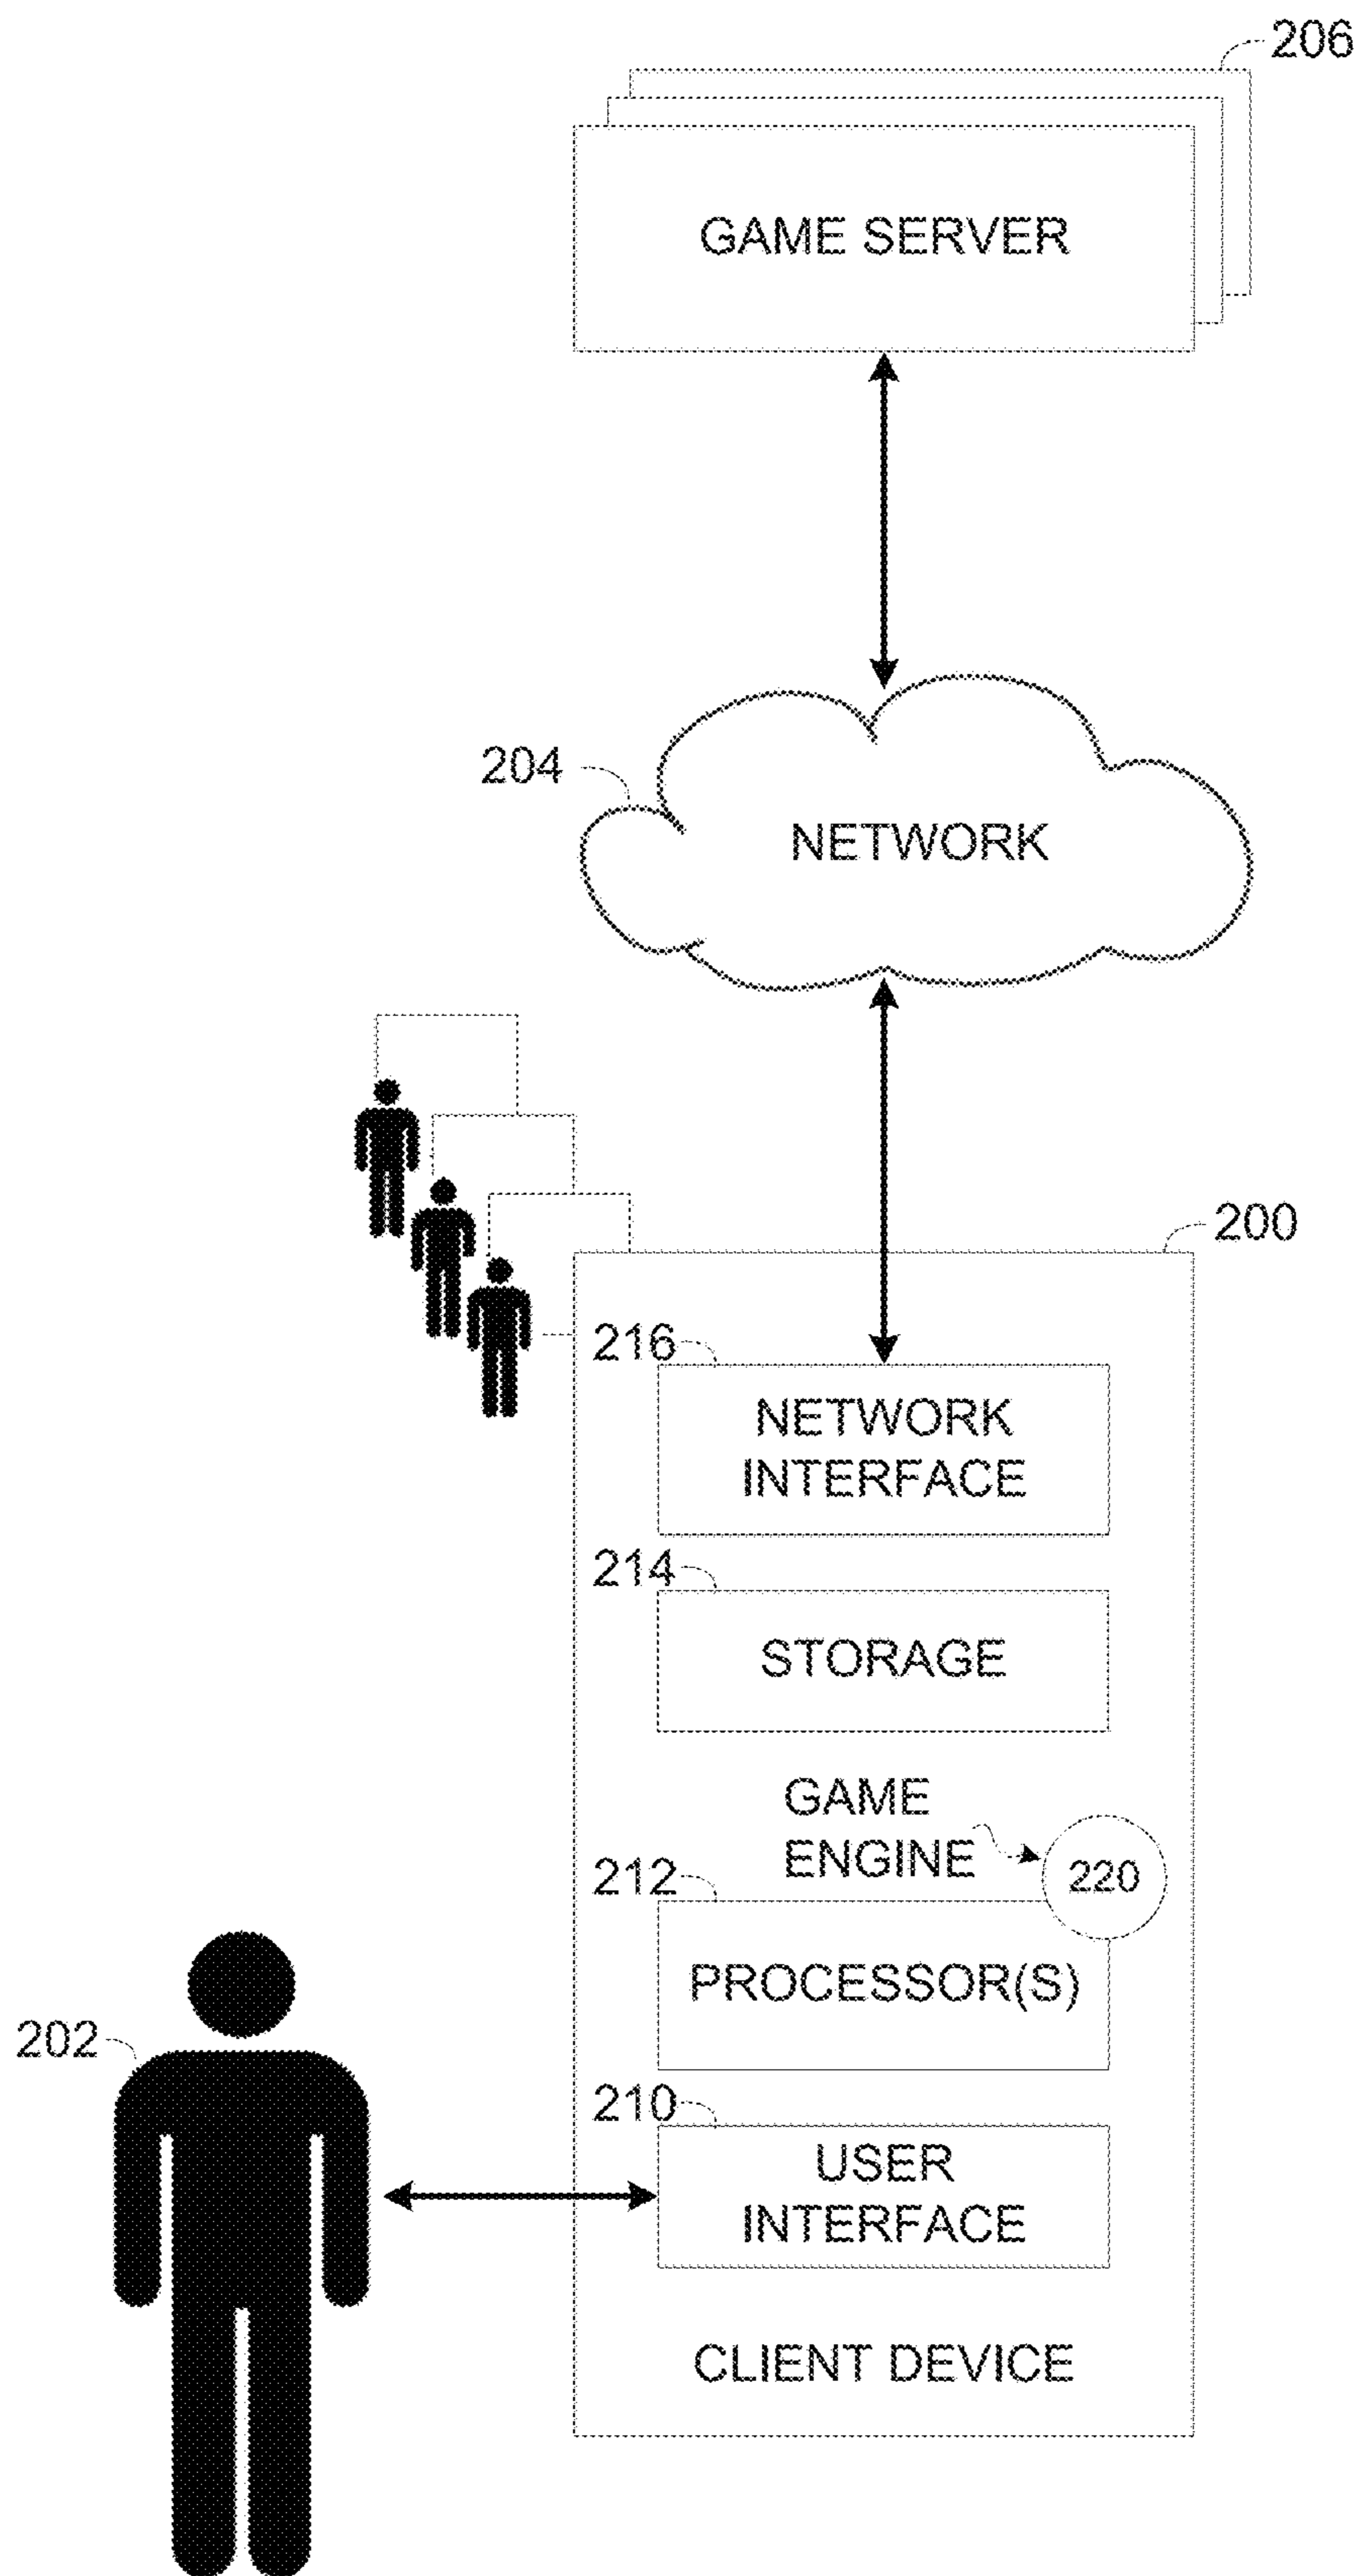 206
GAME SERVER
204
NETWORK
200
216
NETWORK
INTERFACE
214
STORAGE
GAME
ENGINE
220
212
PROCESSOR(S)
202
210
USER
INTERFACE
CLIENT DEVICE